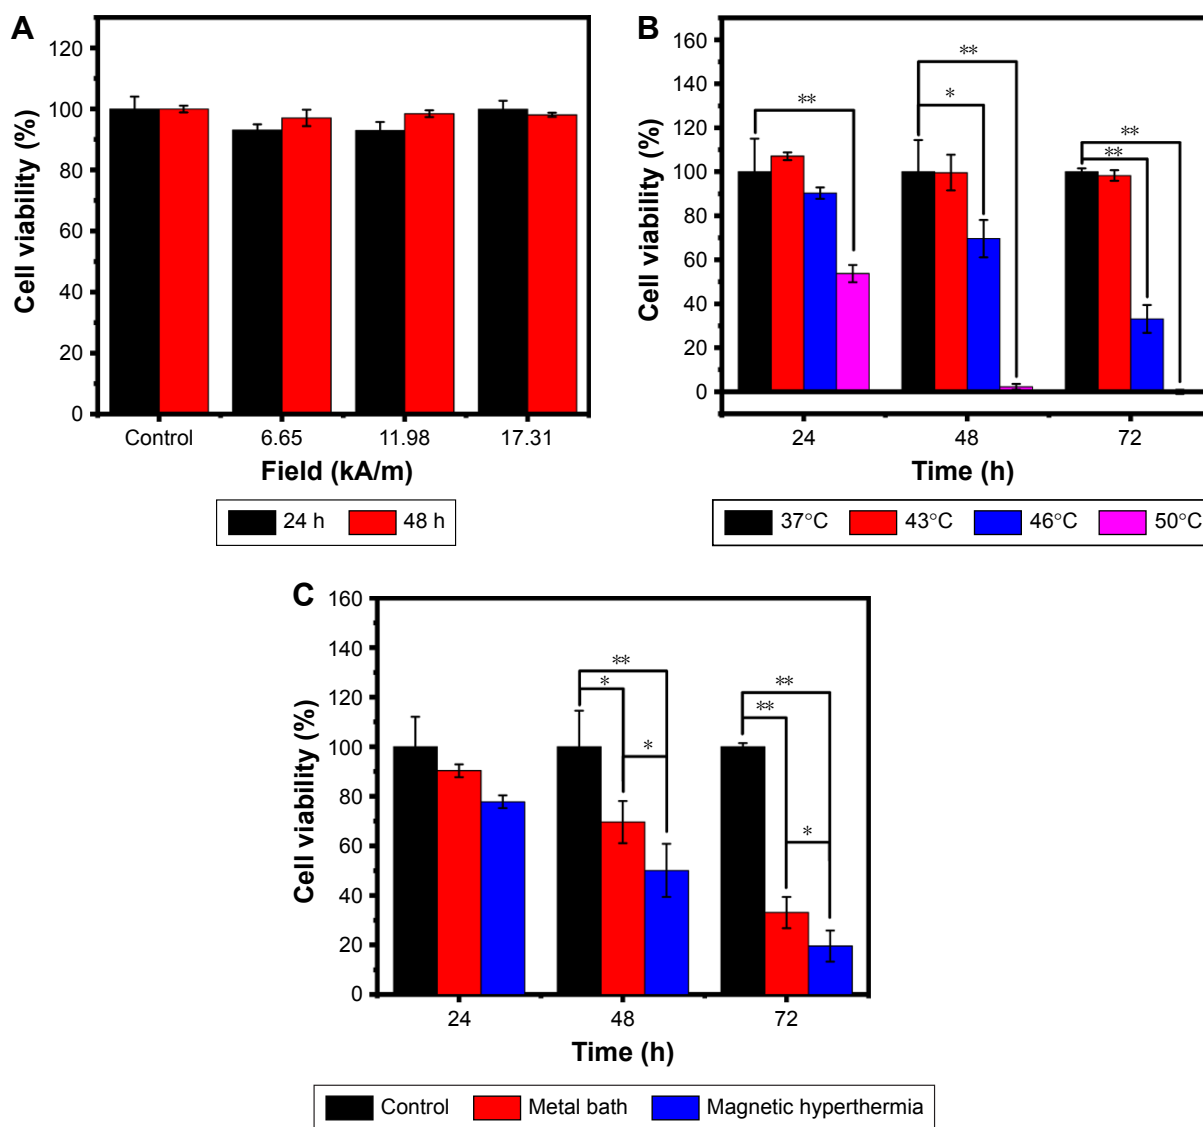 A
Cell viability (%)
120
100
80
60
40
20
0
Control 6.65 11.98 17.31
Field (kA/m)
24 h 48 h
B
Cell viability (%)
160
140
120
100
80
60
40
20
0
** ** * ** **
24 48 72
Time (h)
37°C 43°C 46°C 50°C
C
Cell viability (%)
160
140
120
100
80
60
40
20
0
** * * ** ** *
24 48 72
Time (h)
Control Metal bath Magnetic hyperthermia